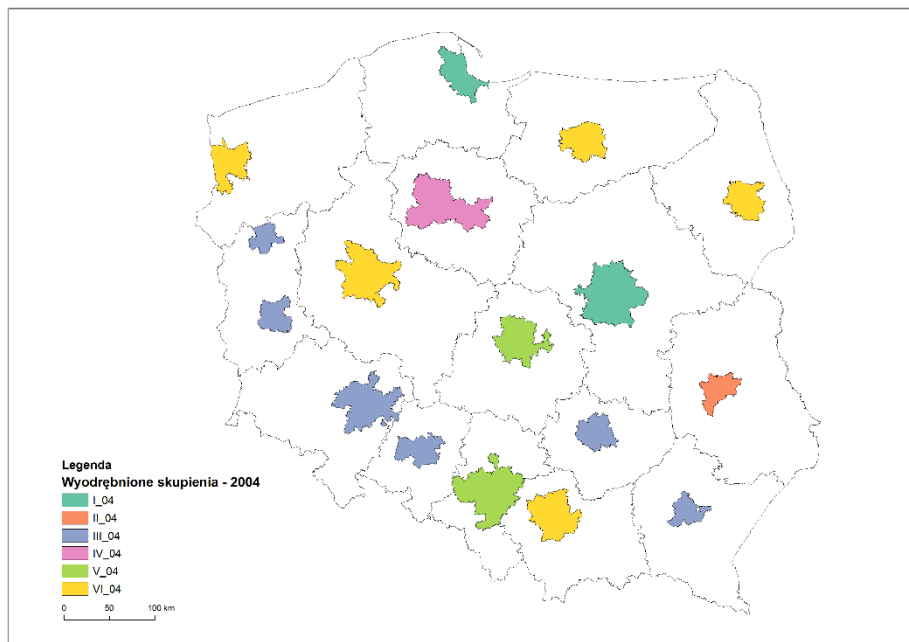 Legenda
Wyodrębnione skupienia - 2004
I_04
II_04
III_04
IV_04
V_04
VI_04
0 50 100 km